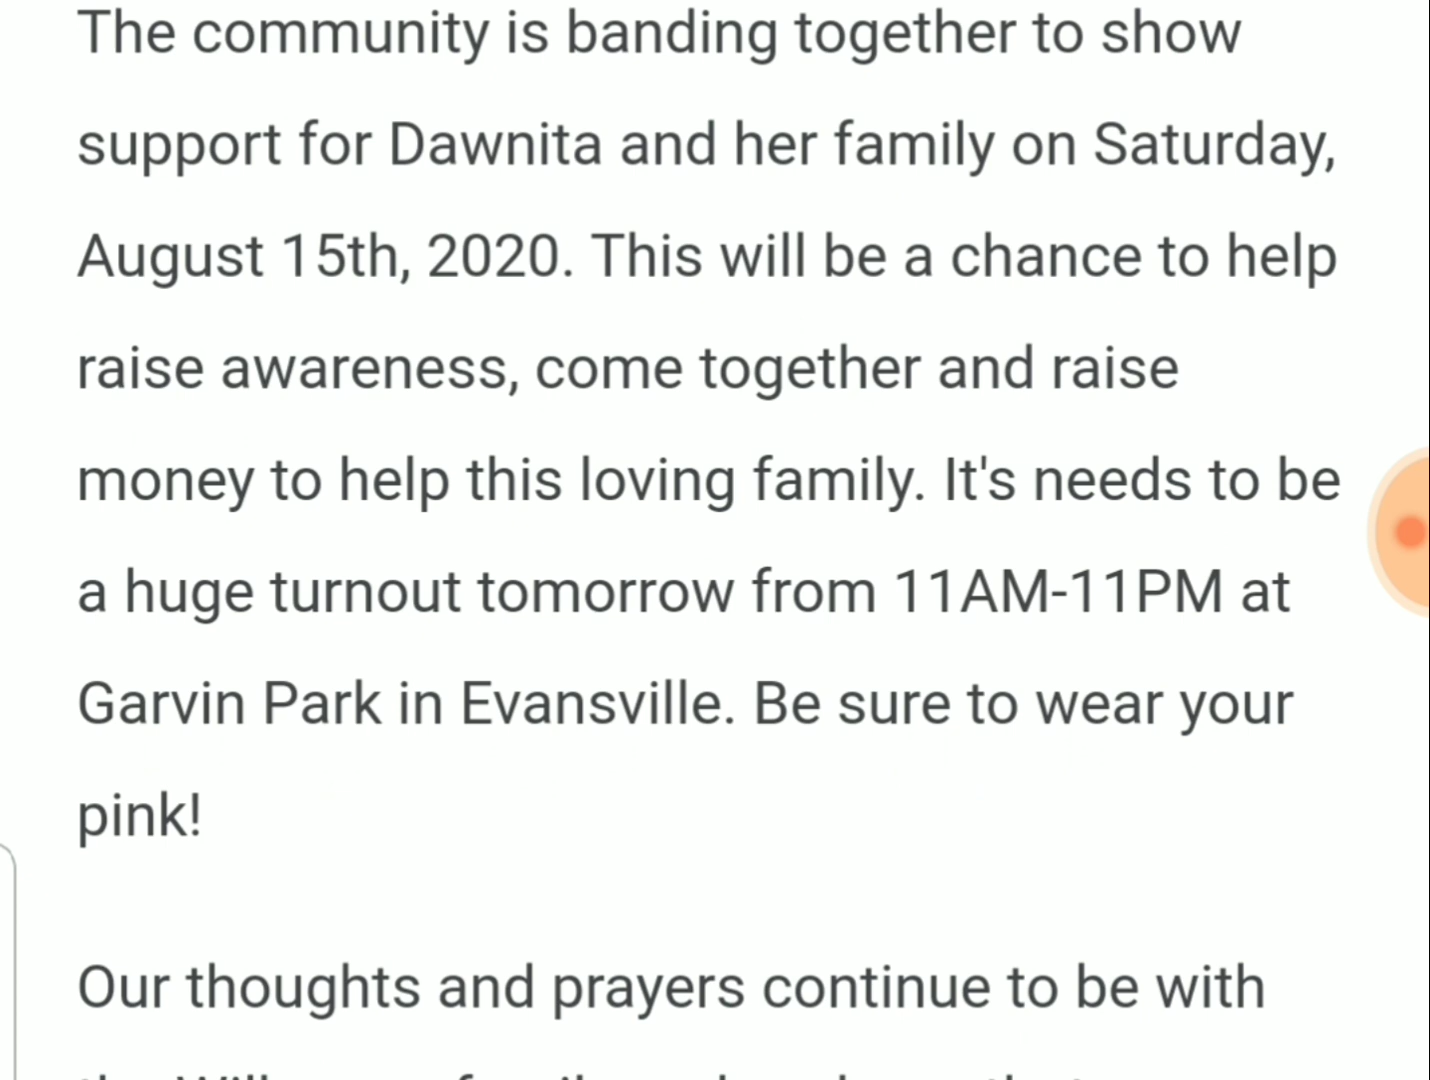 The community is banding together to show
support for Dawnita and her family on Saturday,
August 15th, 2020. This will be a chance to help
raise awareness, come together and raise
money to help this loving family. It's needs to be
a huge turnout tomorrow from 11AM-11PM at
Garvin Park in Evansville. Be sure to wear your
pink!
Our thoughts and prayers continue to be with